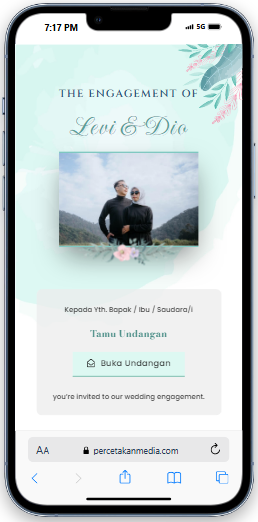 7:17 PM
5G
THE ENGAGEMENT OF
Levi & Dio
Kepada Yth. Bapak / Ibu / Saudara/i
Tamu Undangan
Buka Undangan
you're invited to our wedding engagement.
AA
percetakanmedia.com